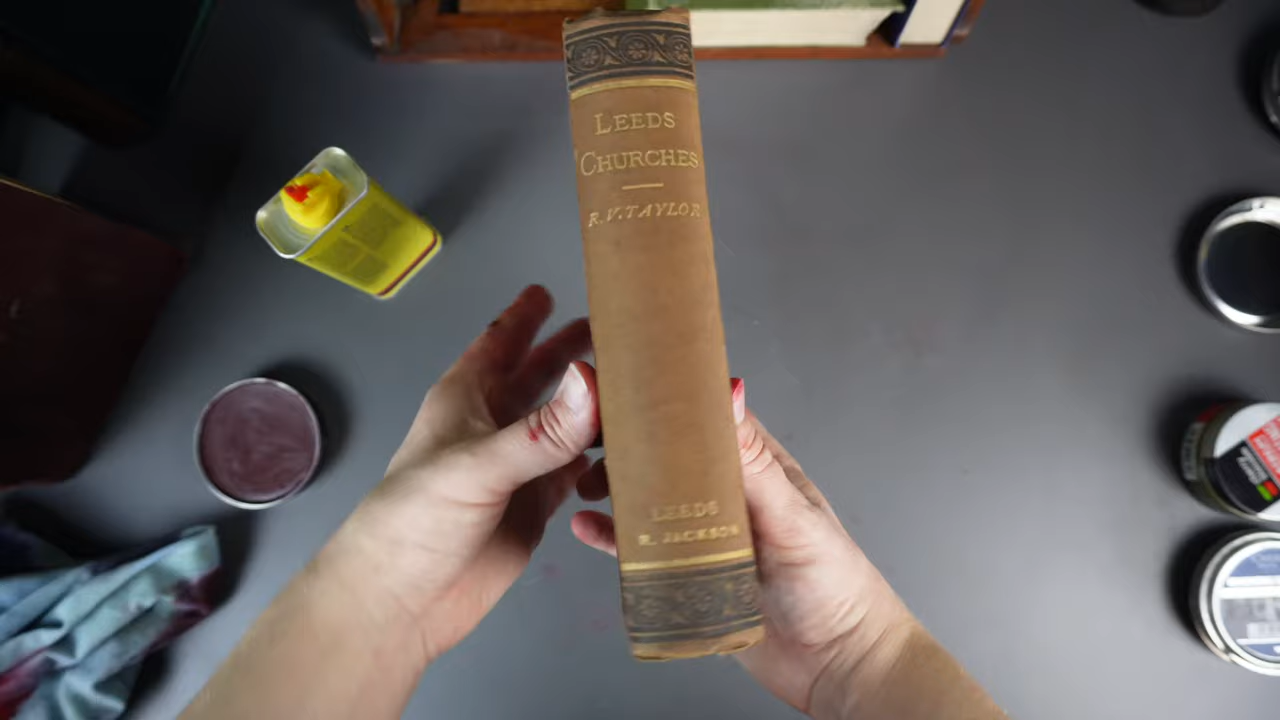 LEEDS
CHURCHES
R.V. TAYLOR
LEEDS
R. JACKSON